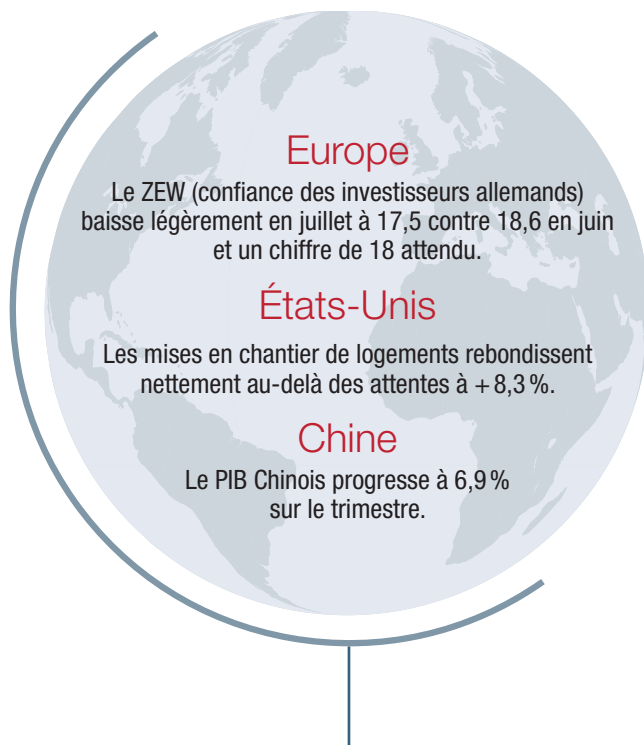 Europe
Le ZEW (confiance des investisseurs allemands)
baisse légèrement en juillet à 17,5 contre 18,6 en juin
et un chiffre de 18 attendu.
États-Unis
Les mises en chantier de logements rebondissent
nettement au-delà des attentes à +8,3 %.
Chine
Le PIB Chinois progresse à 6,9 %
sur le trimestre.